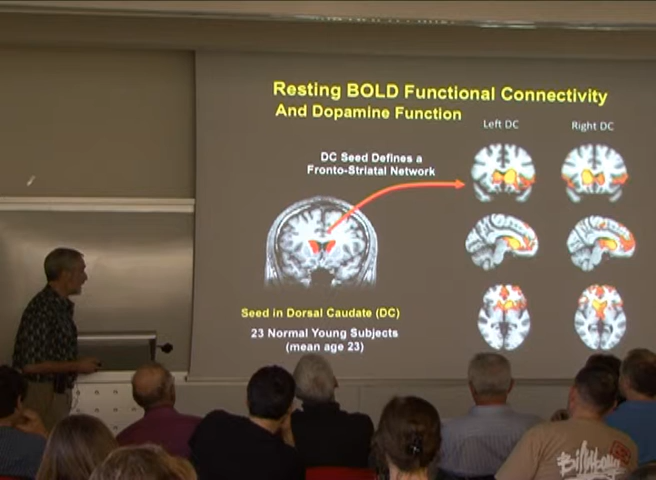 Resting BOLD Functional Connectivity
And Dopamine Function
Left DC
Right DC
DC Seed Defines a
Fronto-Striatal Network
Seed in Dorsal Caudate (DC)
23 Normal Young Subjects
(mean age 23)
Billabong